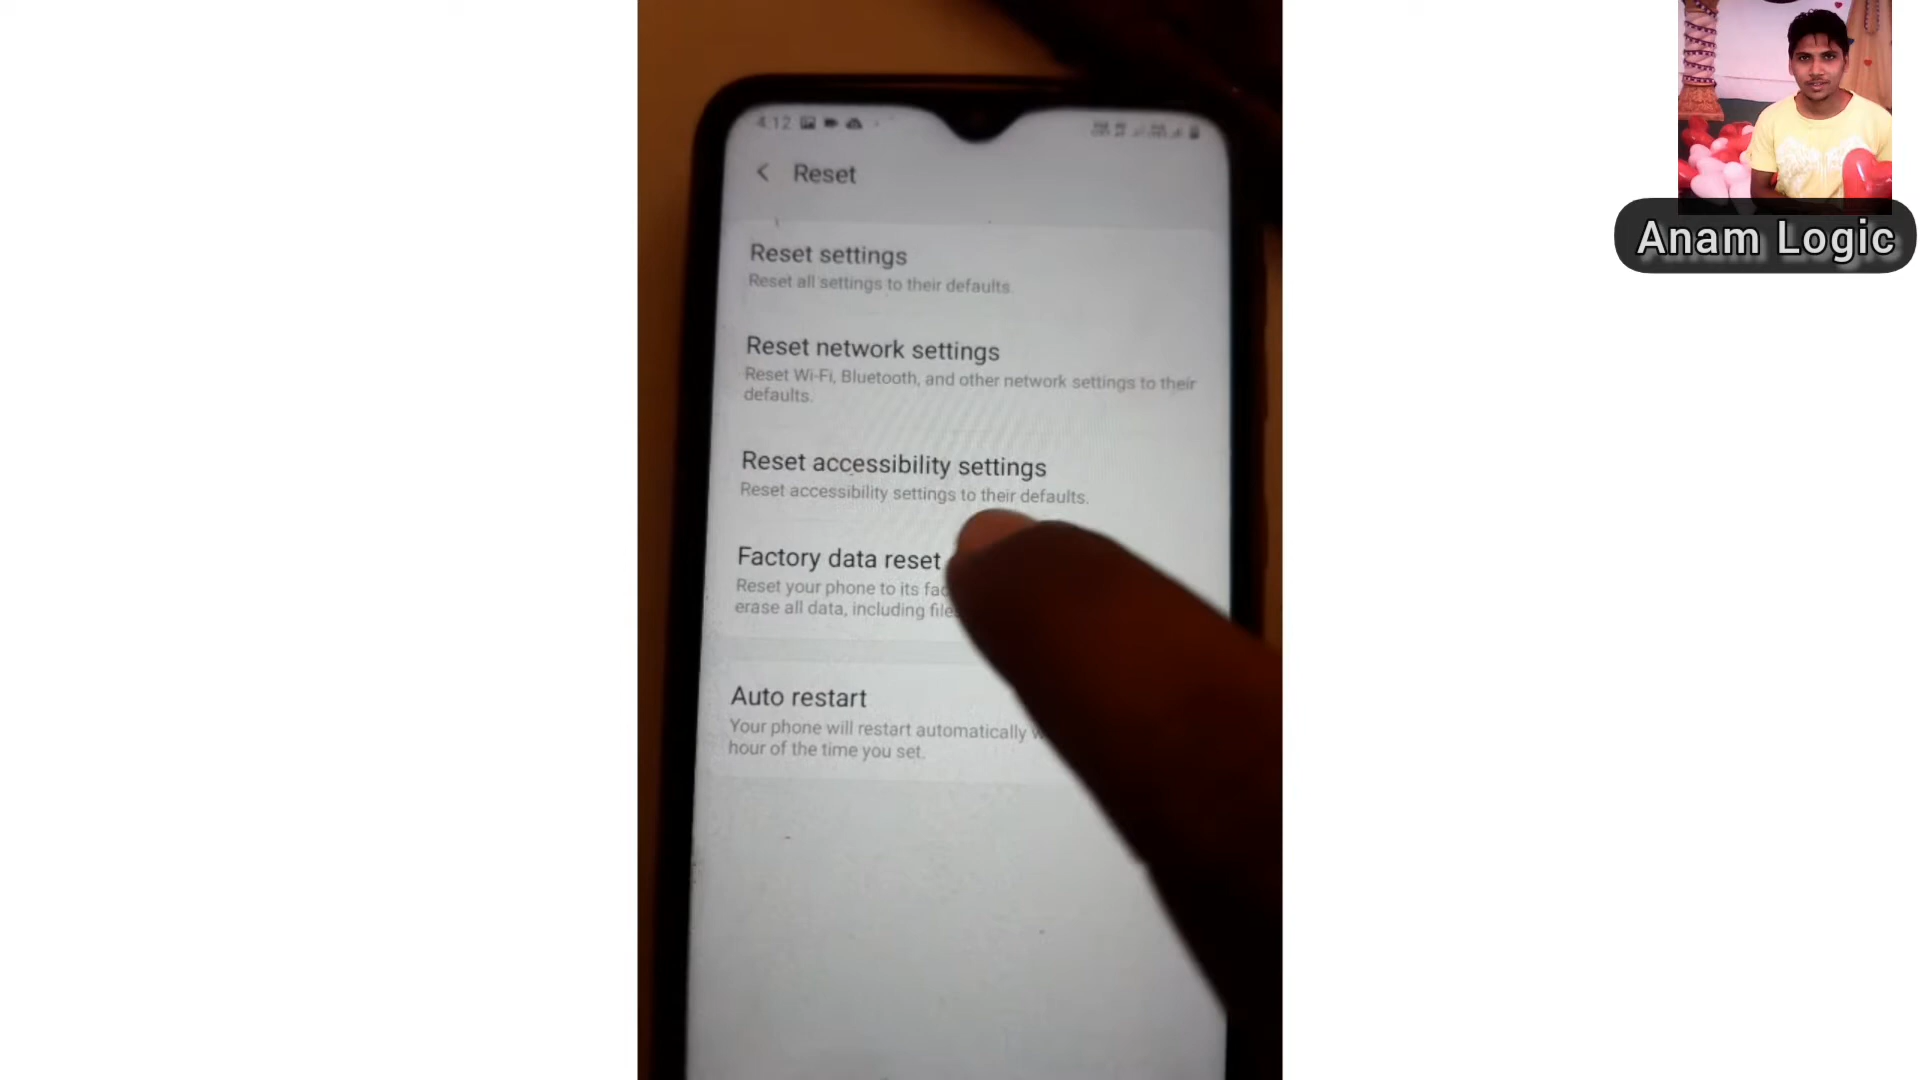 4:12
Reset
Anam Logic
Reset settings
Reset all settings to their defaults.
Reset network settings
Reset Wi-Fi, Bluetooth, and other network settings to their
defaults.
Reset accessibility settings
Reset accessibility settings to their defaults.
Factory data reset
Reset your phone to its
erase all data, including
Auto restart
Your phone will restart automatically
hour of the time you set.